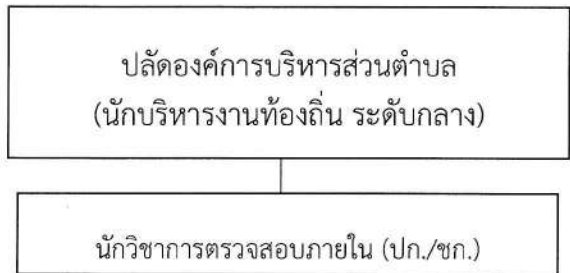 ปลัดองค์การบริหารส่วนตำบล
(นักบริหารงานท้องถิ่น ระดับกลาง)
นักวิชาการตรวจสอบภายใน (ปก./ชก.)